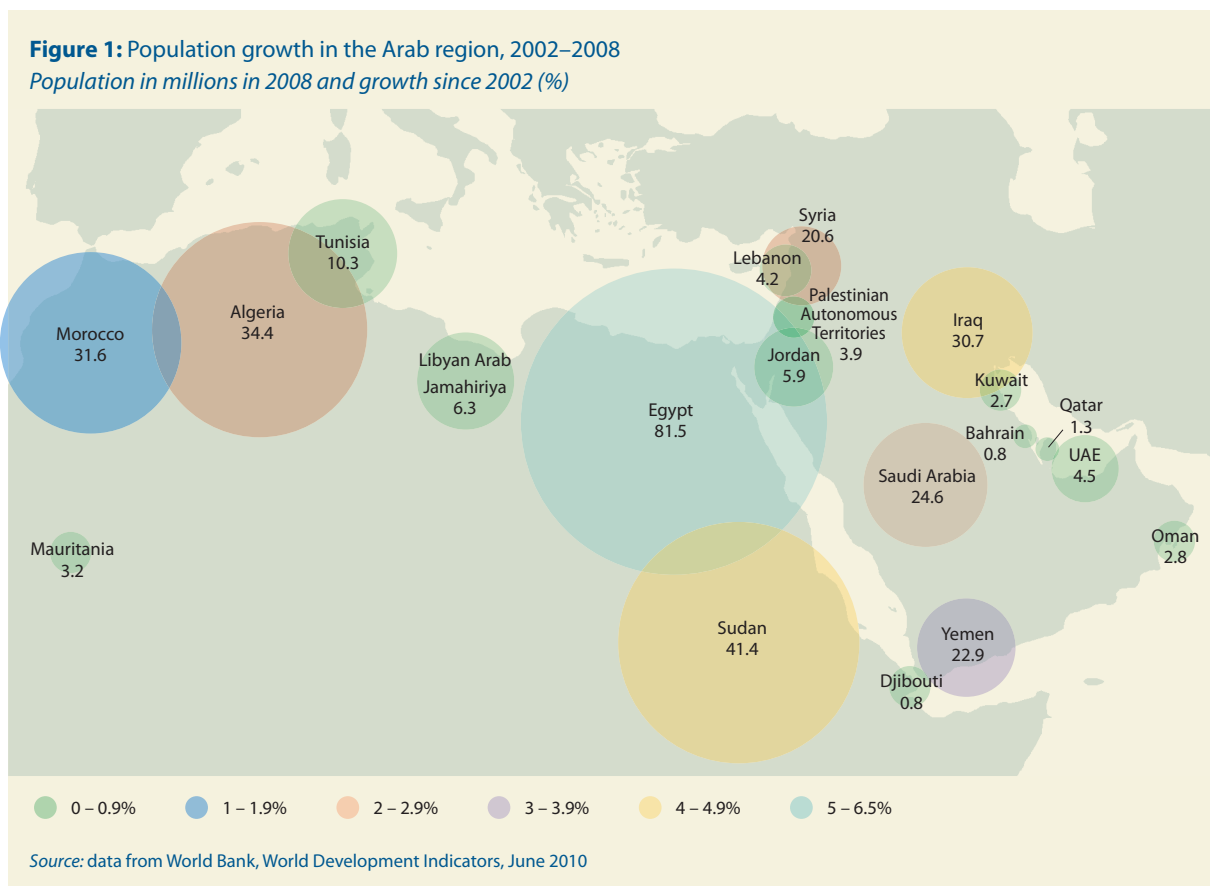 Figure 1: Population growth in the Arab region, 2002–2008
Population in millions in 2008 and growth since 2002 (%)
Syria
20.6
Tunisia
10.3
Lebanon
4.2
Palestinian
Autonomous
Territories
3.9
Algeria
34.4
Morocco
31.6
Iraq
30.7
Libyan Arab
Jamahiriya
6.3
Jordan
5.9
Kuwait
2.7
Egypt
81.5
Qatar
1.3
Bahrain
0.8
UAE
4.5
Saudi Arabia
24.6
Mauritania
3.2
Oman
2.8
Sudan
41.4
Yemen
22.9
Djibouti
0.8
0 – 0.9%
1 – 1.9%
2 – 2.9%
3 – 3.9%
4 – 4.9%
5 – 6.5%
Source: data from World Bank, World Development Indicators, June 2010